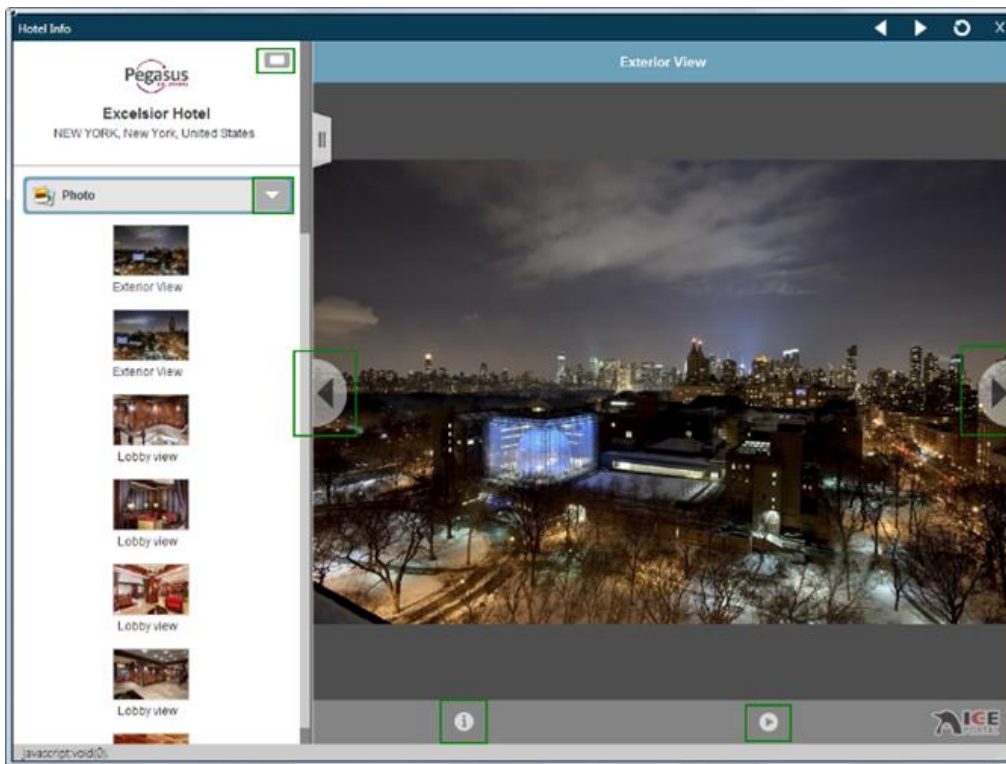 Hotel Info
X
Pegasus
Excelsior Hotel
NEW YORK, New York, United States
Photo
Exterior View
Exterior View
Lobby view
Lobby view
Lobby view
Lobby view
Exterior View
ICE
PORTAL
javascript:void(0);